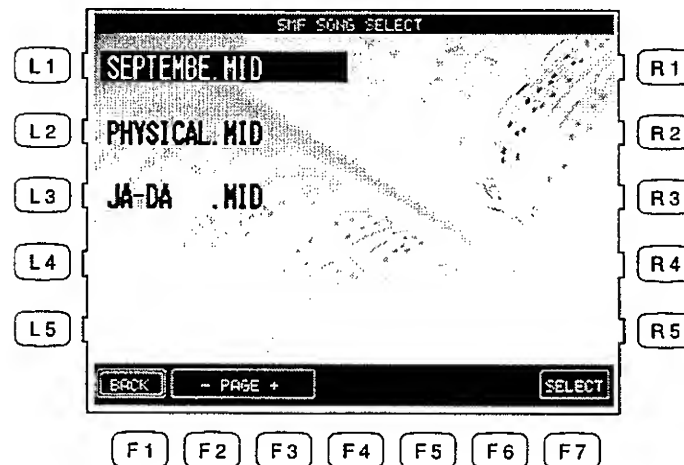 SMF SONG SELECT
L1 SEPTEMBE.MID R1
L2 PHYSICAL.MID R2
L3 JA-DA .MID R3
L4 R4
L5 R5
BACK - PAGE + SELECT
F1 F2 F3 F4 F5 F6 F7